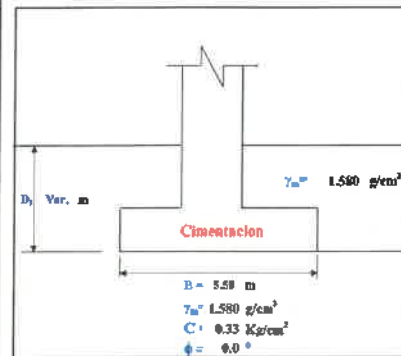 γm= 1.580 g/cm³
Df Var. m
Cimentacion
B = 5.50 m
γm= 1.580 g/cm³
C = 0.33 Kg/cm²
ϕ = 0.0 °